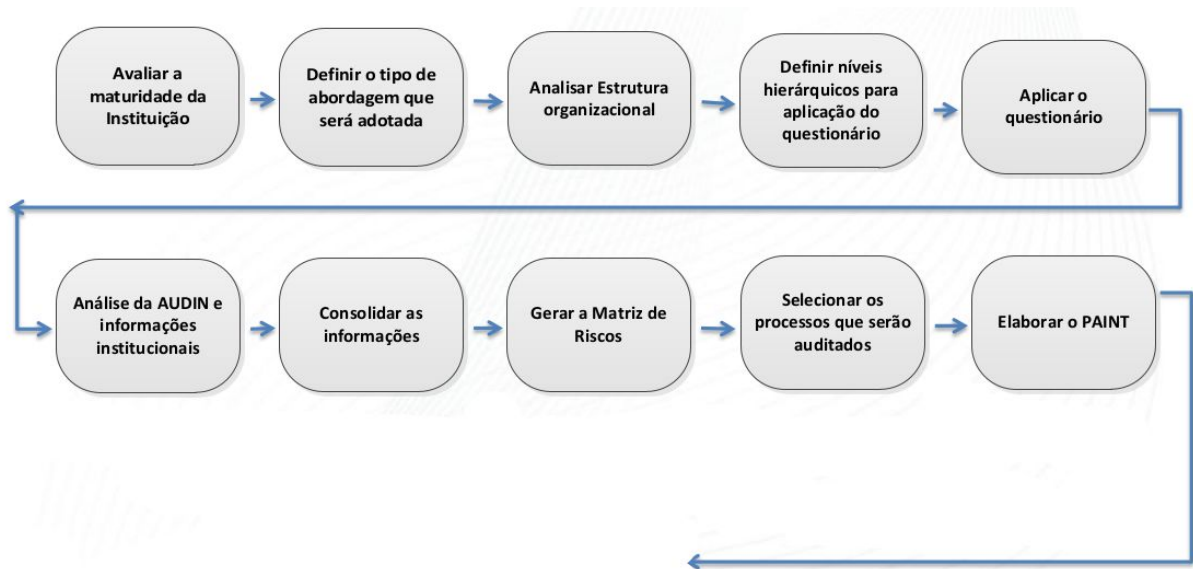 Avaliar a
maturidade da
Instituição
Definir o tipo de
abordagem que
será adotada
Analisar Estrutura
organizacional
Definir níveis
hierárquicos para
aplicação do
questionário
Aplicar o
questionário
Análise da AUDIN e
informações
institucionais
Consolidar as
informações
Gerar a Matriz de
Riscos
Selecionar os
processos que serão
auditados
Elaborar o PAINT